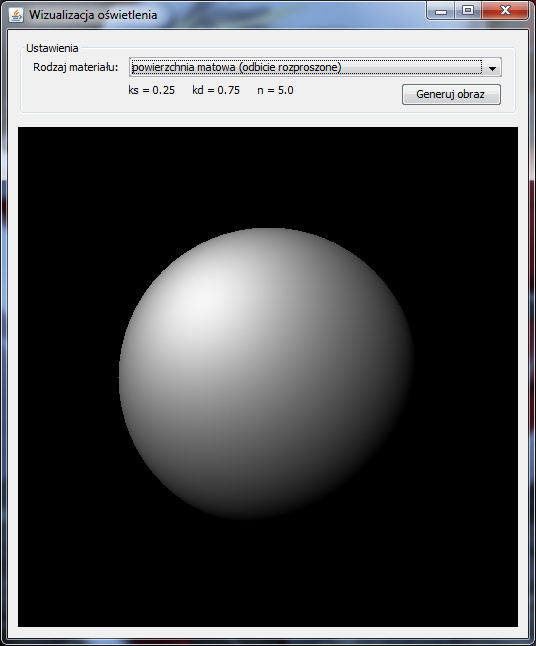 Wizualizacja oświetlenia
Ustawienia
Rodzaj materiału: powierzchnia matowa (odbicie rozproszone)
ks = 0.25 kd = 0.75 n = 5.0 Generuj obraz